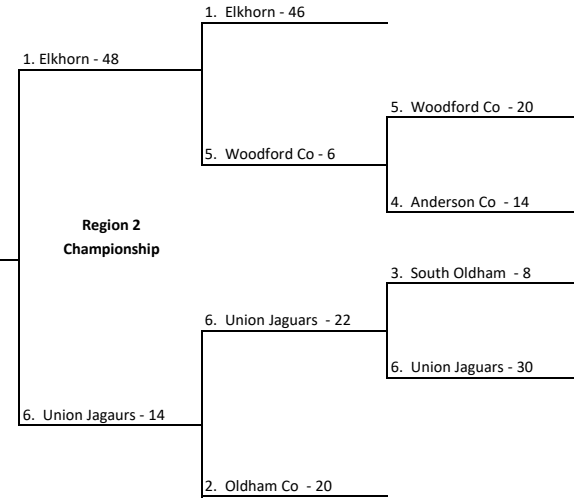 1. Elkhorn - 46
1. Elkhorn - 48
5. Woodford Co - 20
5. Woodford Co - 6
4. Anderson Co - 14
Region 2
Championship
3. South Oldham - 8
6. Union Jaguars - 22
6. Union Jaguars - 30
6. Union Jagaurs - 14
2. Oldham Co - 20